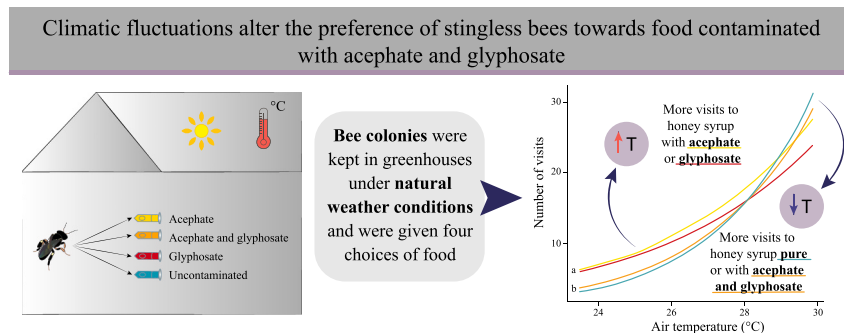 Climatic fluctuations alter the preference of stingless bees towards food contaminated
with acephate and glyphosate
°C
Acephate
Acephate and glyphosate
Glyphosate
Uncontaminated
Bee colonies were
kept in greenhouses
under natural
weather conditions
and were given four
choices of food
Number of visits
30
20
10
a
b
24
26
28
30
Air temperature (°C)
More visits to
honey syrup
with acephate
or glyphosate
↑T
↓T
More visits to
honey syrup pure
or with acephate
and glyphosate